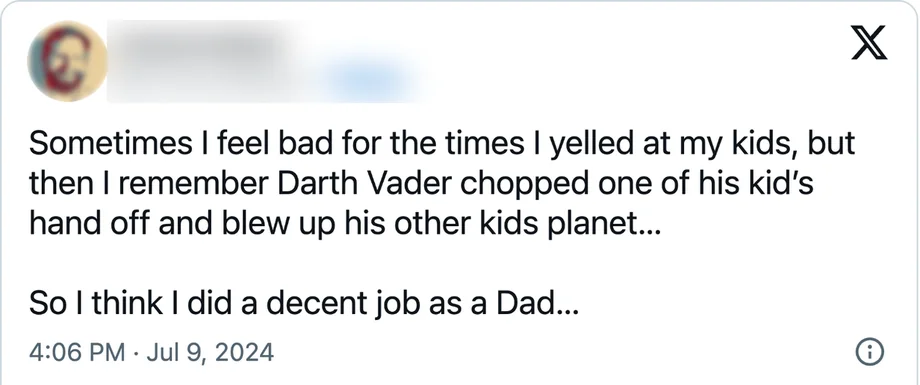 Sometimes I feel bad for the times I yelled at my kids, but
then I remember Darth Vader chopped one of his kid’s
hand off and blew up his other kids planet...
So I think I did a decent job as a Dad...
4:06 PM · Jul 9, 2024